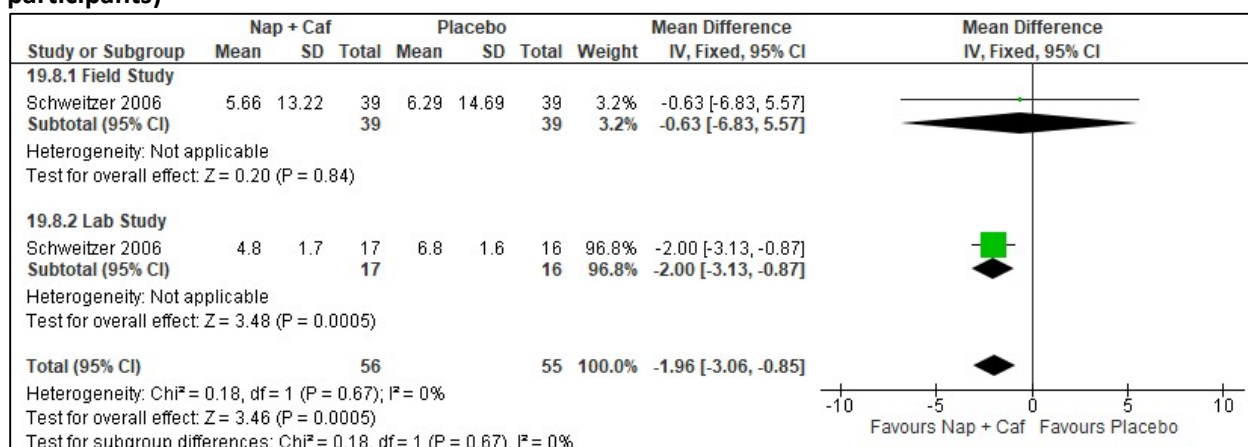 participants)
Nap + Caf Placebo Mean Difference Mean Difference
Study or Subgroup Mean SD Total Mean SD Total Weight IV, Fixed, 95% CI IV, Fixed, 95% CI
19.8.1 Field Study
Schweitzer 2006 5.66 13.22 39 6.29 14.69 39 3.2% -0.63 [-6.83, 5.57]
Subtotal (95% CI) 39 39 3.2% -0.63 [-6.83, 5.57]
Heterogeneity: Not applicable
Test for overall effect: Z = 0.20 (P = 0.84)
19.8.2 Lab Study
Schweitzer 2006 4.8 1.7 17 6.8 1.6 16 96.8% -2.00 [-3.13, -0.87]
Subtotal (95% CI) 17 16 96.8% -2.00 [-3.13, -0.87]
Heterogeneity: Not applicable
Test for overall effect: Z = 3.48 (P = 0.0005)
Total (95% CI) 56 55 100.0% -1.96 [-3.06, -0.85]
Heterogeneity: Chi² = 0.18, df = 1 (P = 0.67); I² = 0%
Test for overall effect: Z = 3.46 (P = 0.0005)
Test for subgroup differences: Chi² = 0.18, df = 1 (P = 0.67), I² = 0%
-10 -5 0 5 10
Favours Nap + Caf Favours Placebo